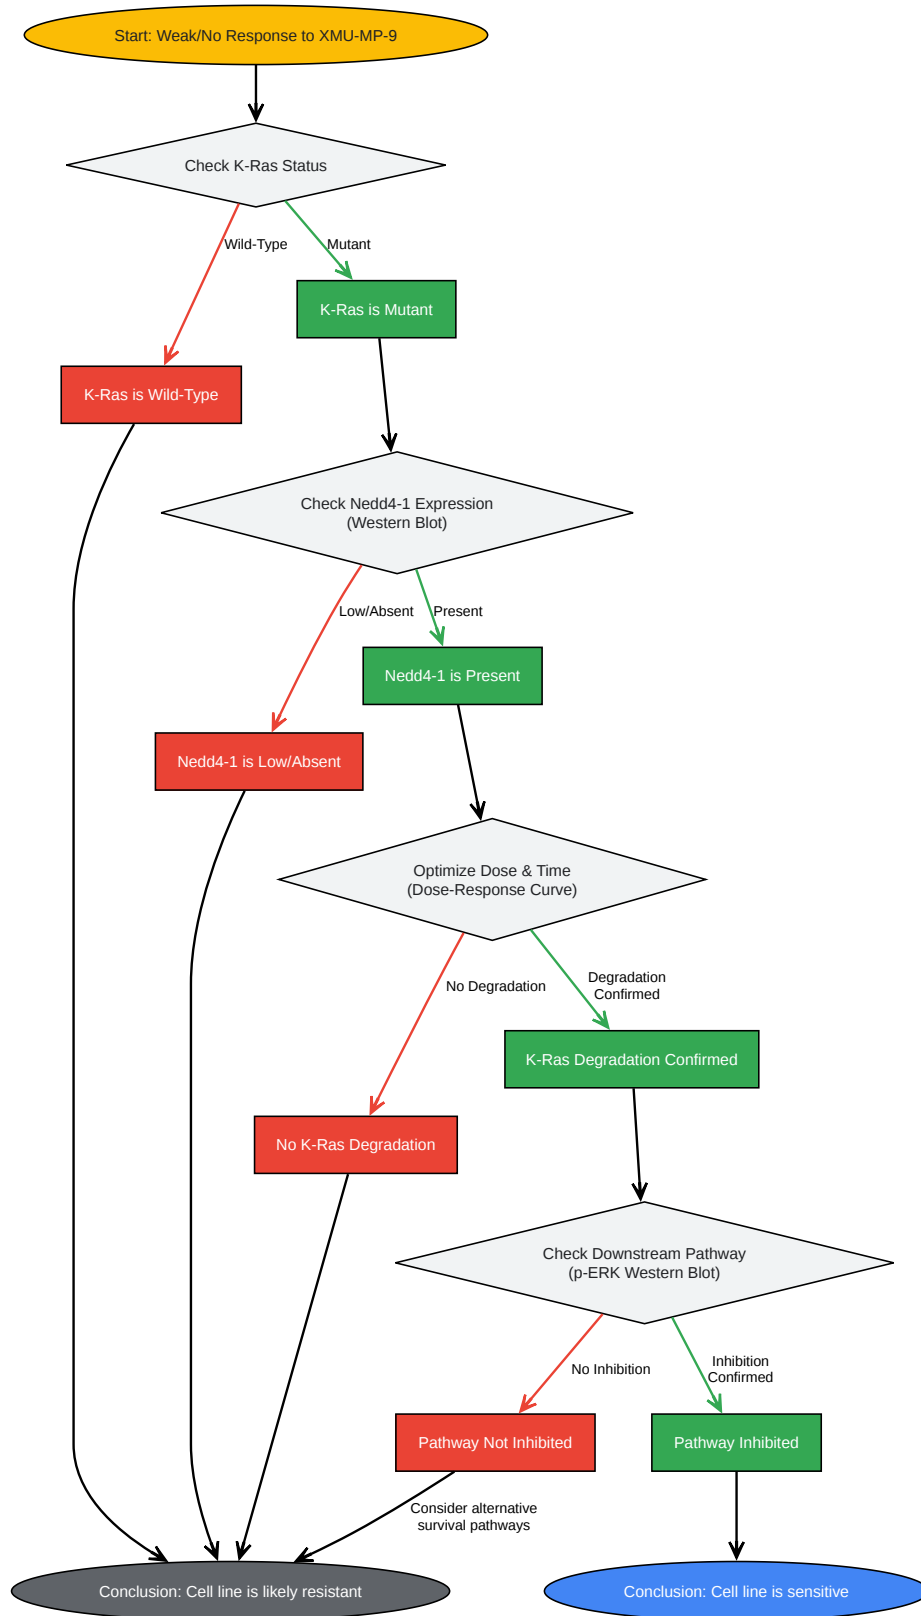 Start: Weak/No Response to XMU-MP-9
Check K-Ras Status
Wild-Type
Mutant
K-Ras is Mutant
K-Ras is Wild-Type
Check Nedd4-1 Expression
(Western Blot)
Low/Absent
Present
Nedd4-1 is Present
Nedd4-1 is Low/Absent
Optimize Dose & Time
(Dose-Response Curve)
No Degradation
Degradation
Confirmed
K-Ras Degradation Confirmed
No K-Ras Degradation
Check Downstream Pathway
(p-ERK Western Blot)
No Inhibition
Inhibition
Confirmed
Pathway Not Inhibited
Pathway Inhibited
Consider alternative
survival pathways
Conclusion: Cell line is likely resistant
Conclusion: Cell line is sensitive